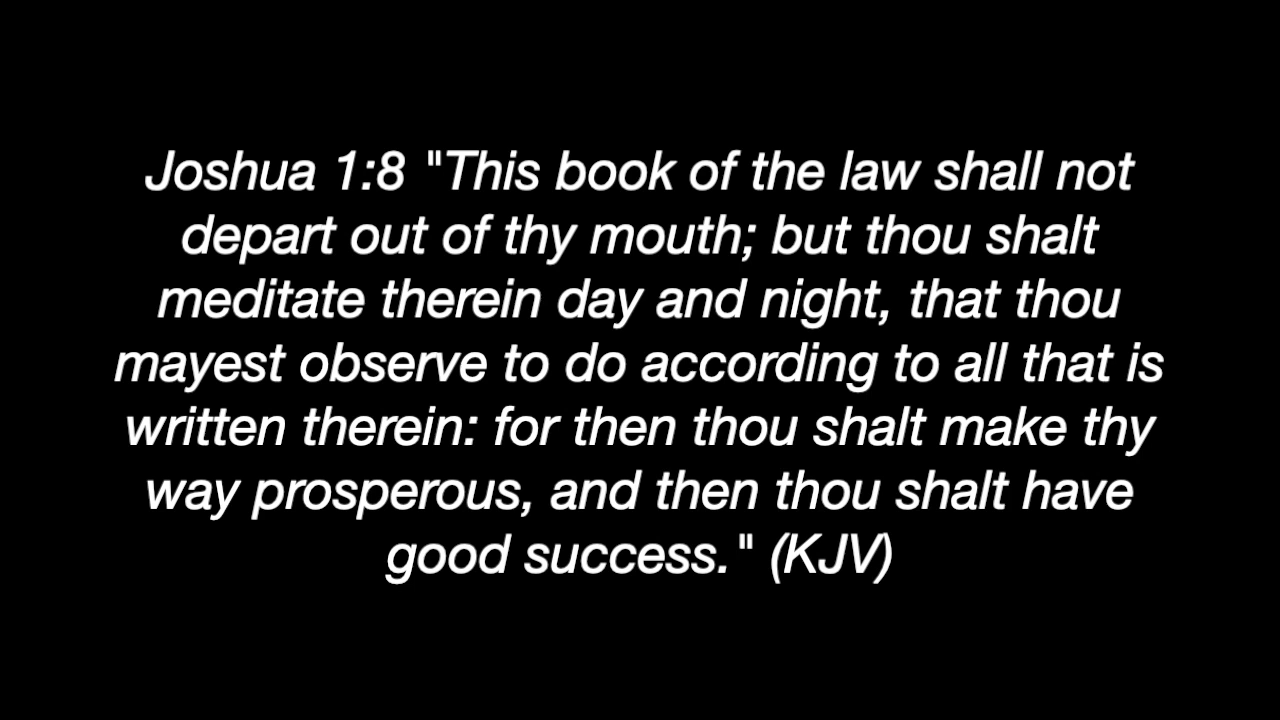 Joshua 1:8 "This book of the law shall not
depart out of thy mouth; but thou shalt
meditate therein day and night, that thou
mayest observe to do according to all that is
written therein: for then thou shalt make thy
way prosperous, and then thou shalt have
good success." (KJV)